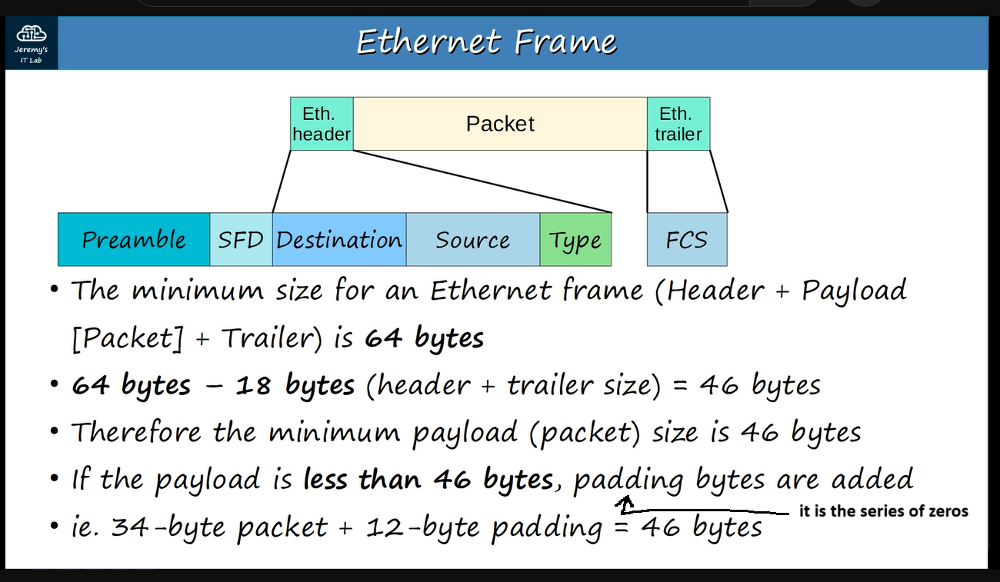 Jeremy's
IT Lab
Ethernet Frame
Eth.
header
Packet
Eth.
trailer
Preamble
SFD
Destination
Source
Type
FCS
• The minimum size for an Ethernet frame (Header + Payload
[Packet] + Trailer) is 64 bytes
• 64 bytes – 18 bytes (header + trailer size) = 46 bytes
• Therefore the minimum payload (packet) size is 46 bytes
• If the payload is less than 46 bytes, padding bytes are added
it is the series of zeros
• ie. 34-byte packet + 12-byte padding = 46 bytes